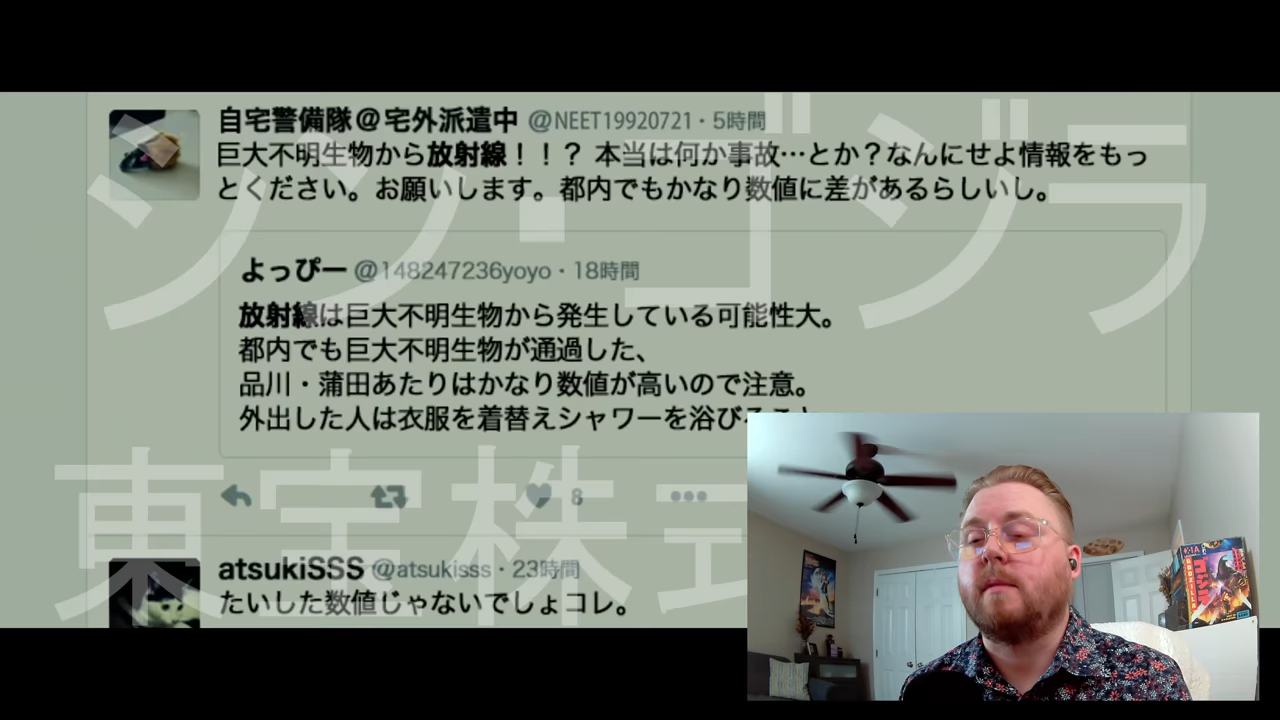 自宅警備隊@宅外派遣中 @NEET19920721・5時間
巨大不明生物から放射線！！？ 本当は何か事故…とか？なんにせよ情報をもっ
とください。お願いします。都内でもかなり数値に差があるらしいし。
よっぴー @148247236yoyo・18時間
放射線は巨大不明生物から発生している可能性大。
都内でも巨大不明生物が通過した、
品川・蒲田あたりはかなり数値が高いので注意。
外出した人は衣服を着替えシャワーを浴びること
8
atsukiSSS @atsukisss・23時間
たいした数値じゃないでしょコレ。
シン・ゴジラ
東宝株式
ゴジラ